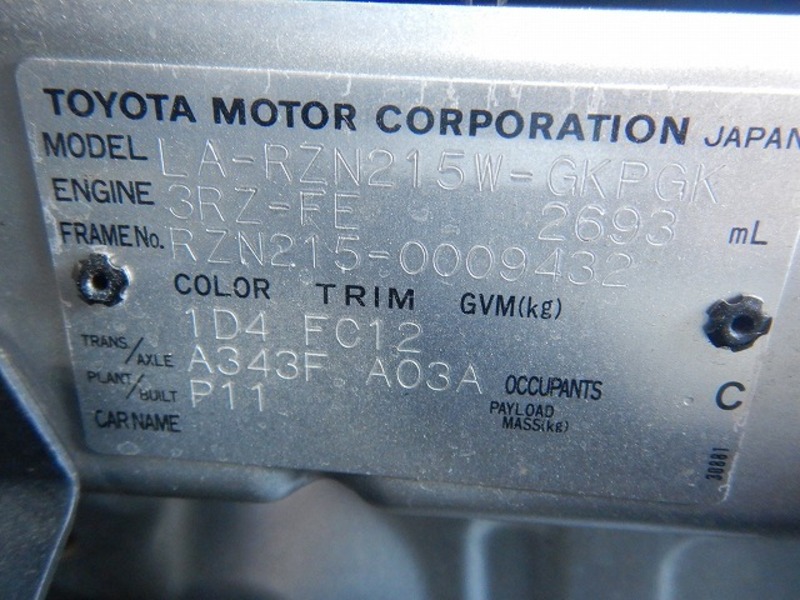 TOYOTA MOTOR CORPORATION JAPAN
MODEL LA-RZN215W-GKPGK
ENGINE 3RZ-FE 2693 mL
FRAME No. RZN215-0009432
COLOR TRIM GVM(kg)
1D4 FC12
TRANS/AXLE A343F A03A OCCUPANTS C
PLANT/BUILT P11 PAYLOAD MASS(kg)
CAR NAME
30881